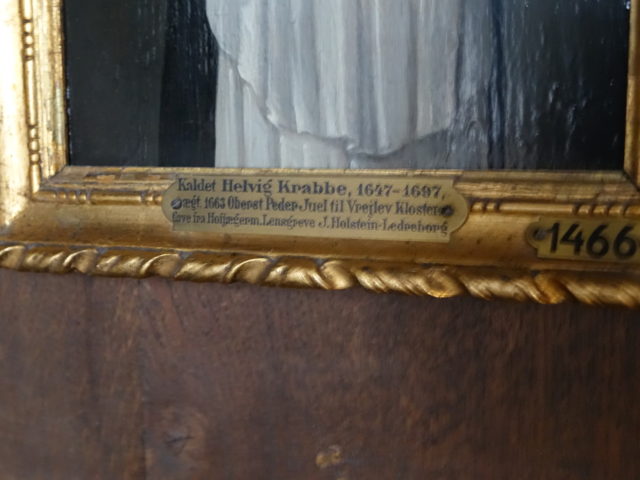 Kaldet Helvig Krabbe, 1647-1697,
ægt. 1663 Oberst Peder Juel til Vrejlev Kloster
Gave fra Hofjægerm. Lensgreve J. Holstein-Ledreborg
1466